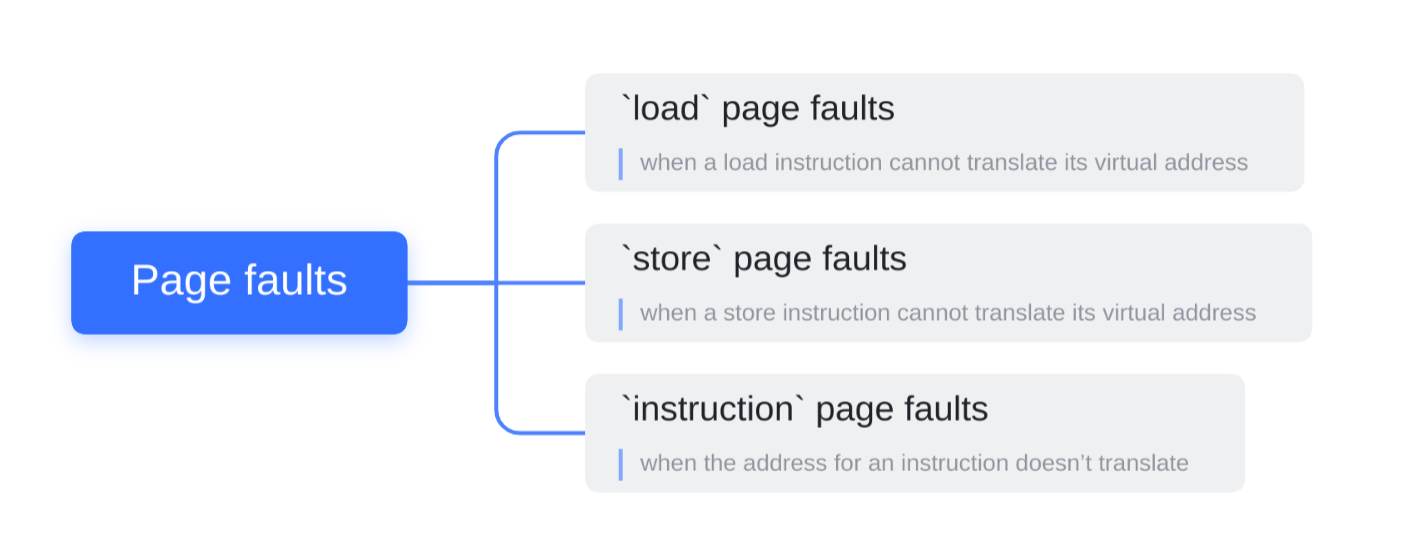 Page faults
`load` page faults
when a load instruction cannot translate its virtual address
`store` page faults
when a store instruction cannot translate its virtual address
`instruction` page faults
when the address for an instruction doesn’t translate